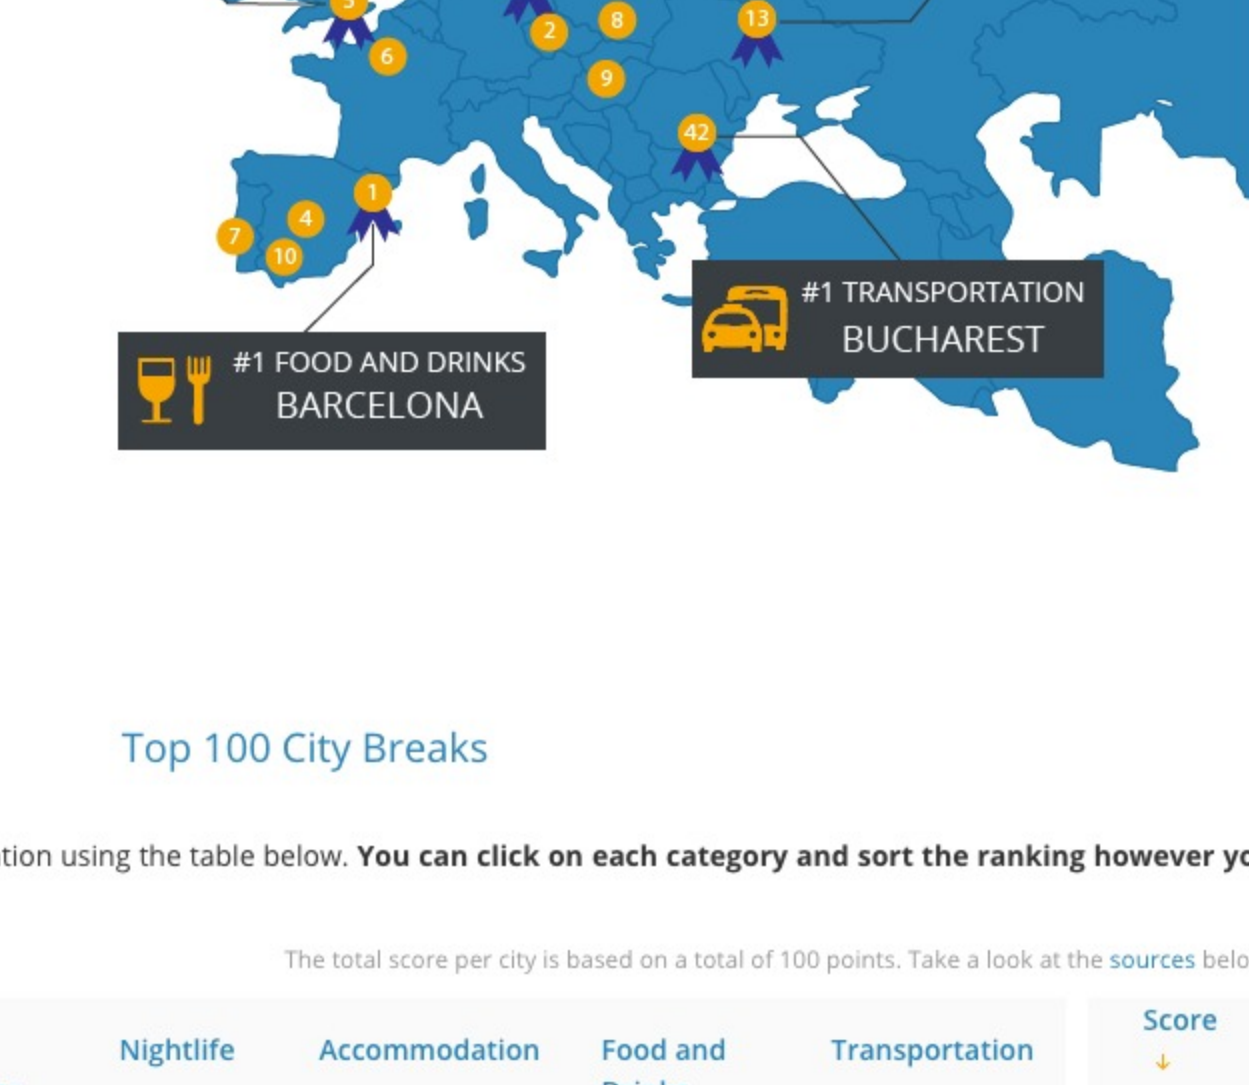 5
8
13
2
6
9
42
1
4
7
10
#1 TRANSPORTATION
BUCHAREST
#1 FOOD AND DRINKS
BARCELONA
Top 100 City Breaks
using the table below. You can click on each category and sort the ranking however
The total score per city is based on a total of 100 points. Take a look at the sources
Score
Nightlife Accommodation Food and Transportation